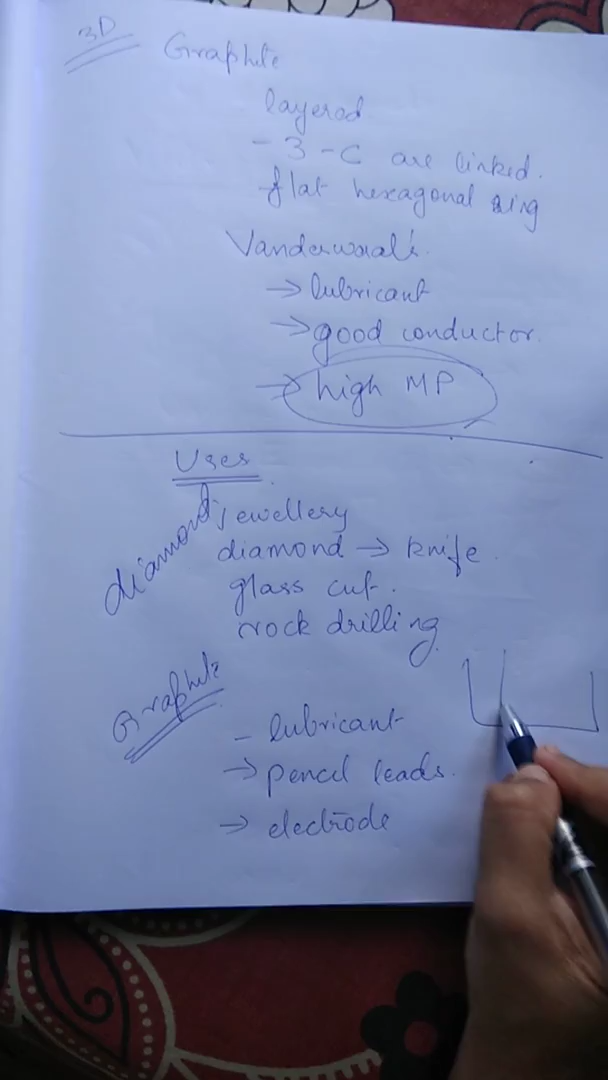 3D
Graphite
layered
- 3 - C are linked.
flat hexagonal ring
Vanderwaal's
→ lubricant
→ good conductor.
→ high MP
Uses
diamond
jewellery
diamond → knife.
glass cut.
rock drilling.
Graphite
- lubricant
→ pencil leads.
→ electrode